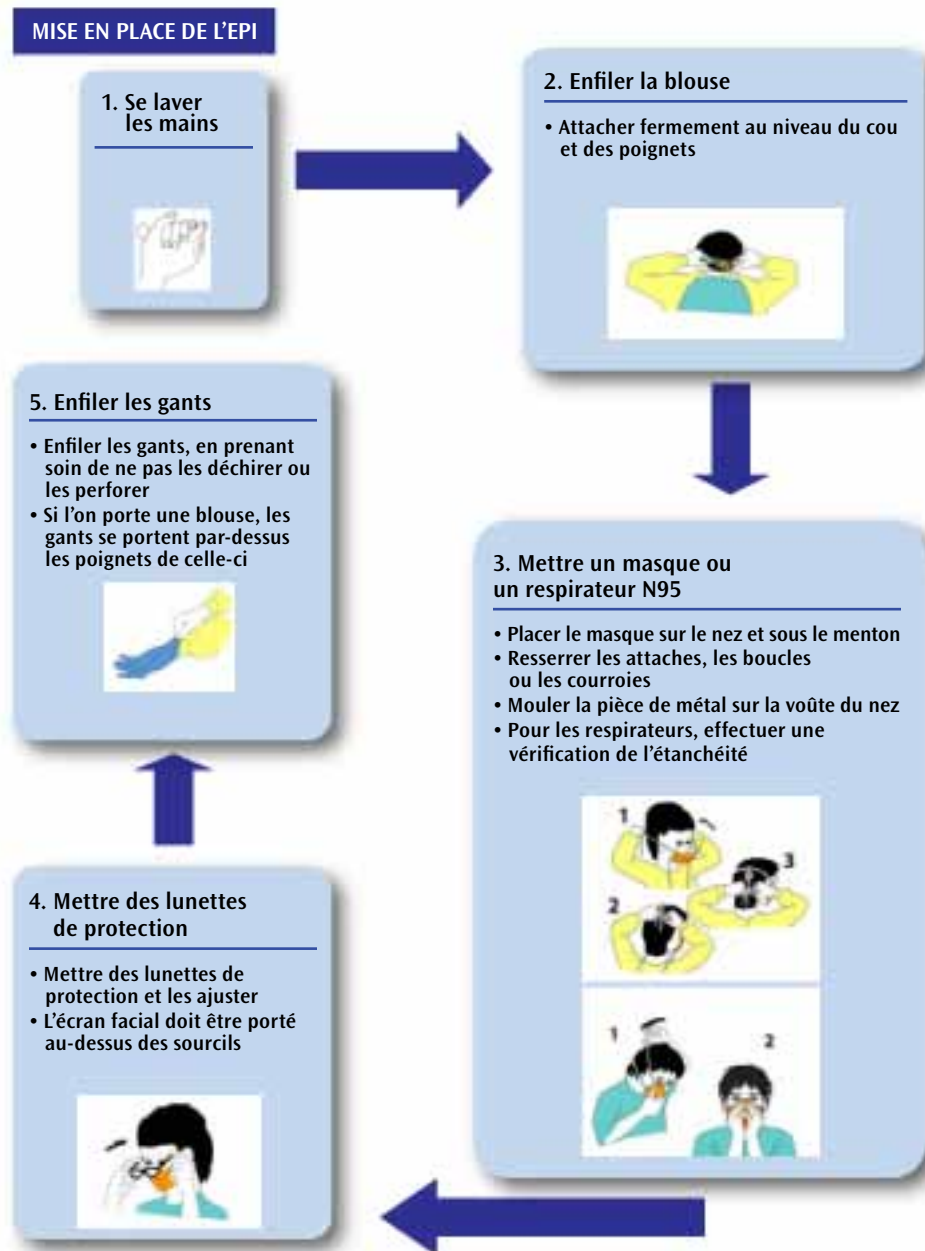 MISE EN PLACE DE L'EPI
1. Se laver
les mains
2. Enfiler la blouse
• Attacher fermement au niveau du cou
et des poignets
3. Mettre un masque ou
un respirateur N95
• Placer le masque sur le nez et sous le menton
• Resserrer les attaches, les boucles
ou les courroies
• Mouler la pièce de métal sur la voûte du nez
• Pour les respirateurs, effectuer une
vérification de l'étanchéité
1
2
3
1
2
4. Mettre des lunettes
de protection
• Mettre des lunettes de
protection et les ajuster
• L'écran facial doit être porté
au-dessus des sourcils
5. Enfiler les gants
• Enfiler les gants, en prenant
soin de ne pas les déchirer ou
les perforer
• Si l'on porte une blouse, les
gants se portent par-dessus
les poignets de celle-ci